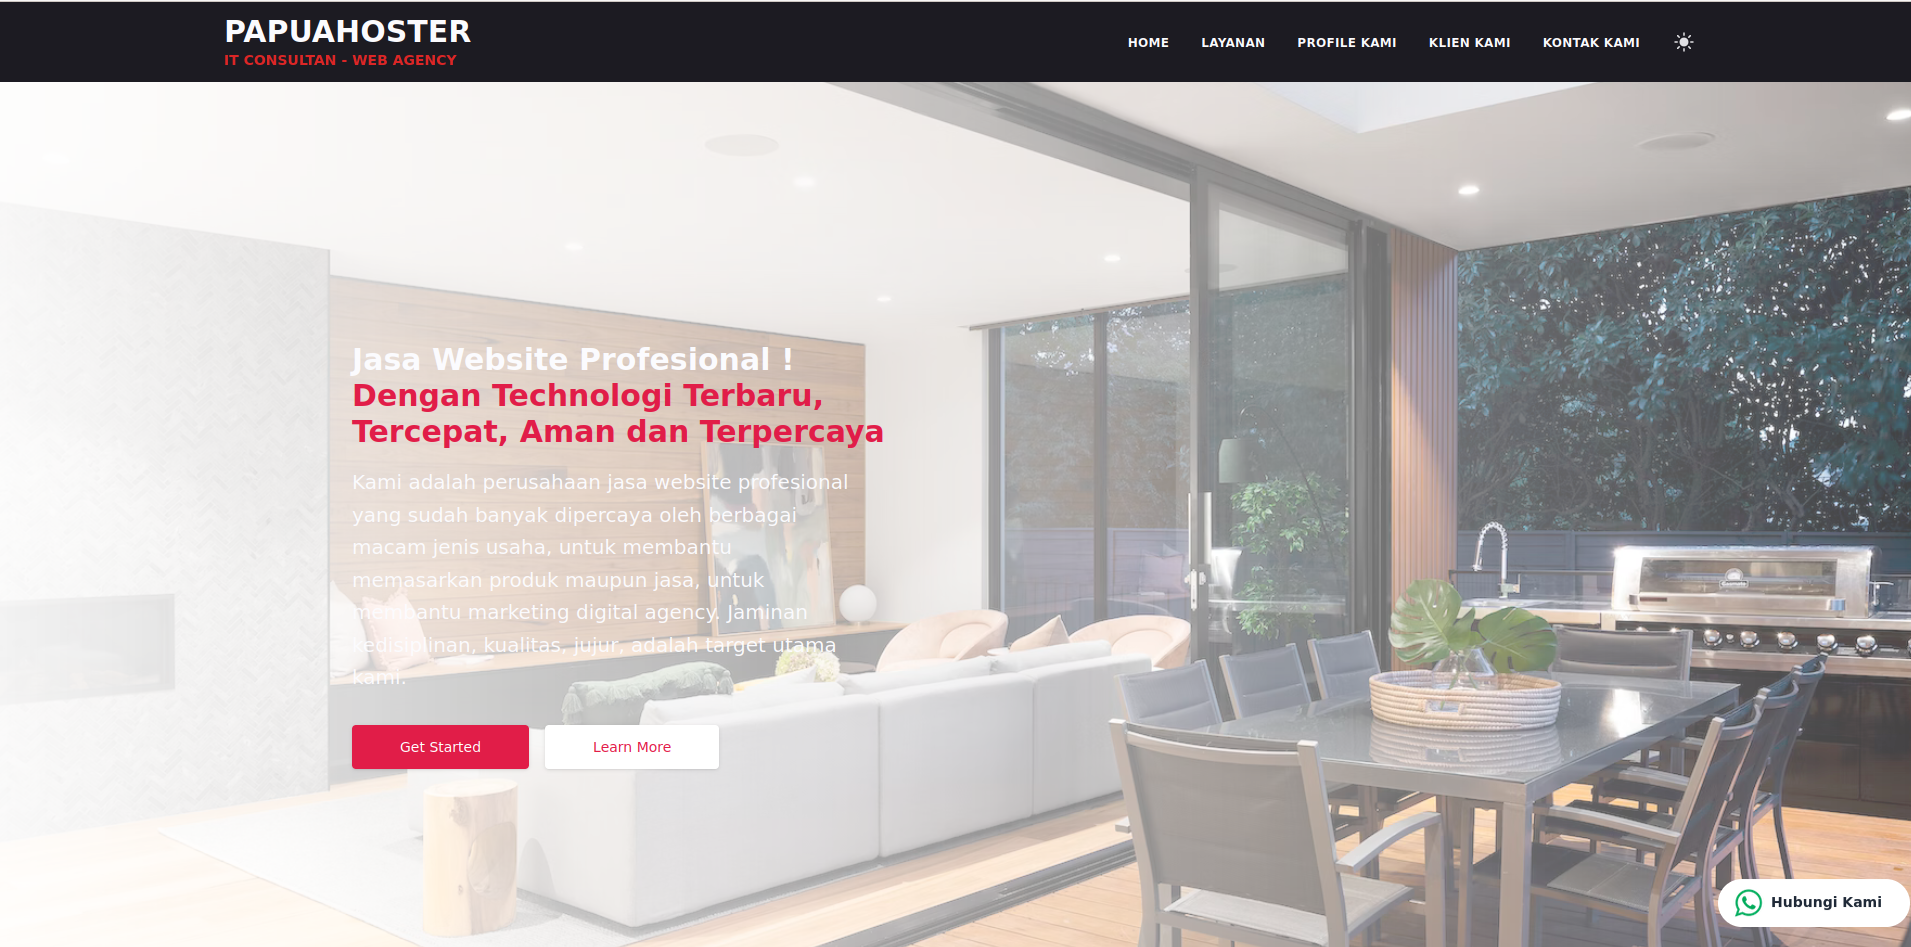 PAPUAHOSTER
IT CONSULTAN - WEB AGENCY
HOME LAYANAN PROFILE KAMI KLIEN KAMI KONTAK KAMI
Jasa Website Profesional !
Dengan Technologi Terbaru,
Tercepat, Aman dan Terpercaya
Kami adalah perusahaan jasa website profesional
yang sudah banyak dipercaya oleh berbagai
macam jenis usaha, untuk membantu
memasarkan produk maupun jasa, untuk
membantu marketing digital agency. Jaminan
kedisiplinan, kualitas, jujur, adalah target utama
kami.
Get Started Learn More
Hubungi Kami